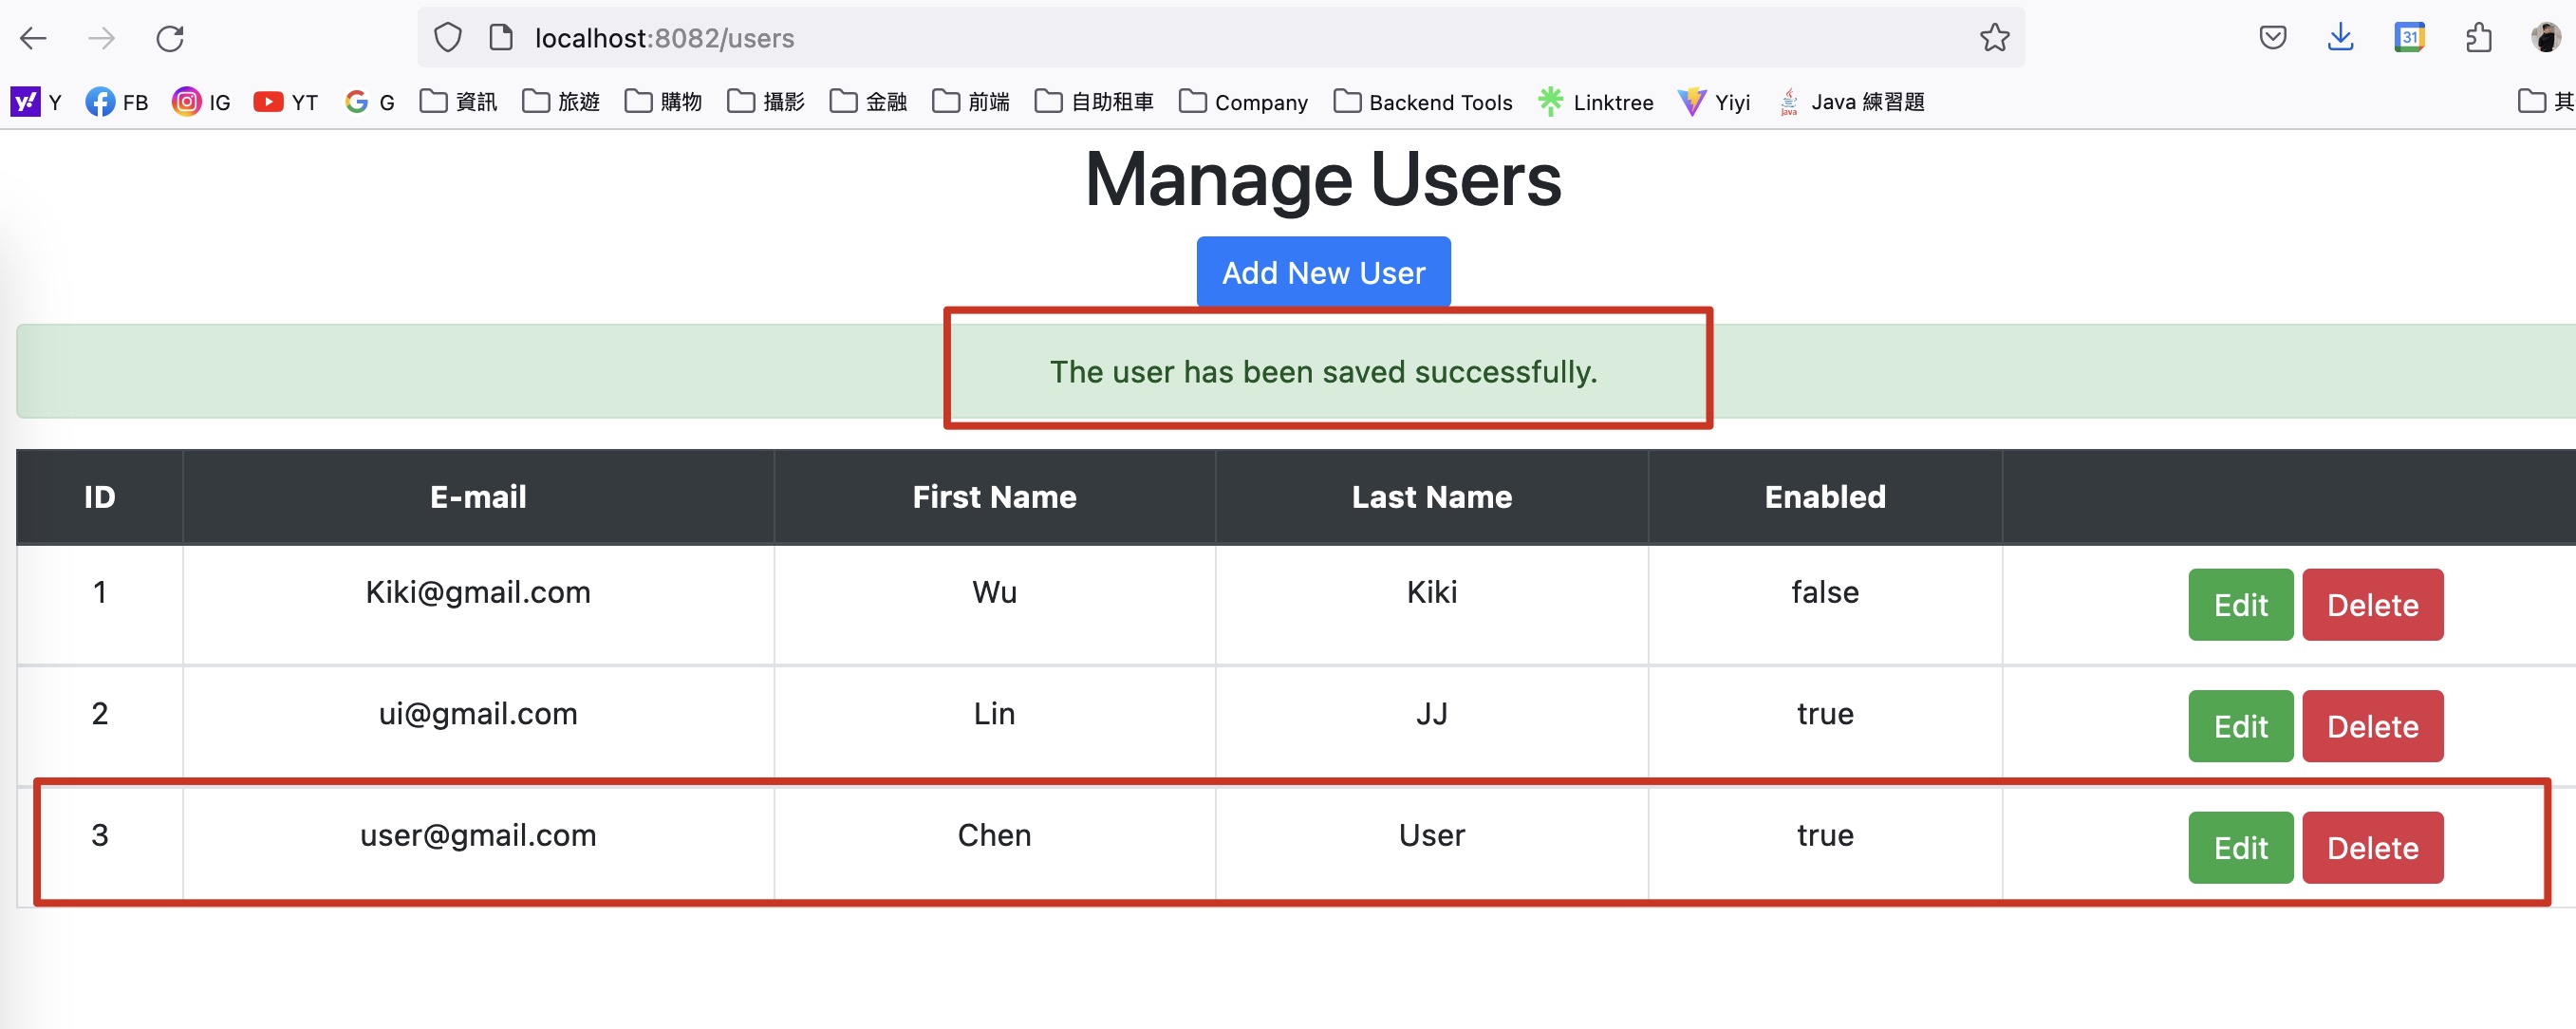 localhost:8082/users
31
Y FB IG YT G 資訊 旅遊 購物 攝影 金融 前端 自助租車 Company Backend Tools Linktree Yiyi Java 練習題 其
Manage Users
Add New User
The user has been saved successfully.
ID E-mail First Name Last Name Enabled
1 Kiki@gmail.com Wu Kiki false Edit Delete
2 ui@gmail.com Lin JJ true Edit Delete
3 user@gmail.com Chen User true Edit Delete